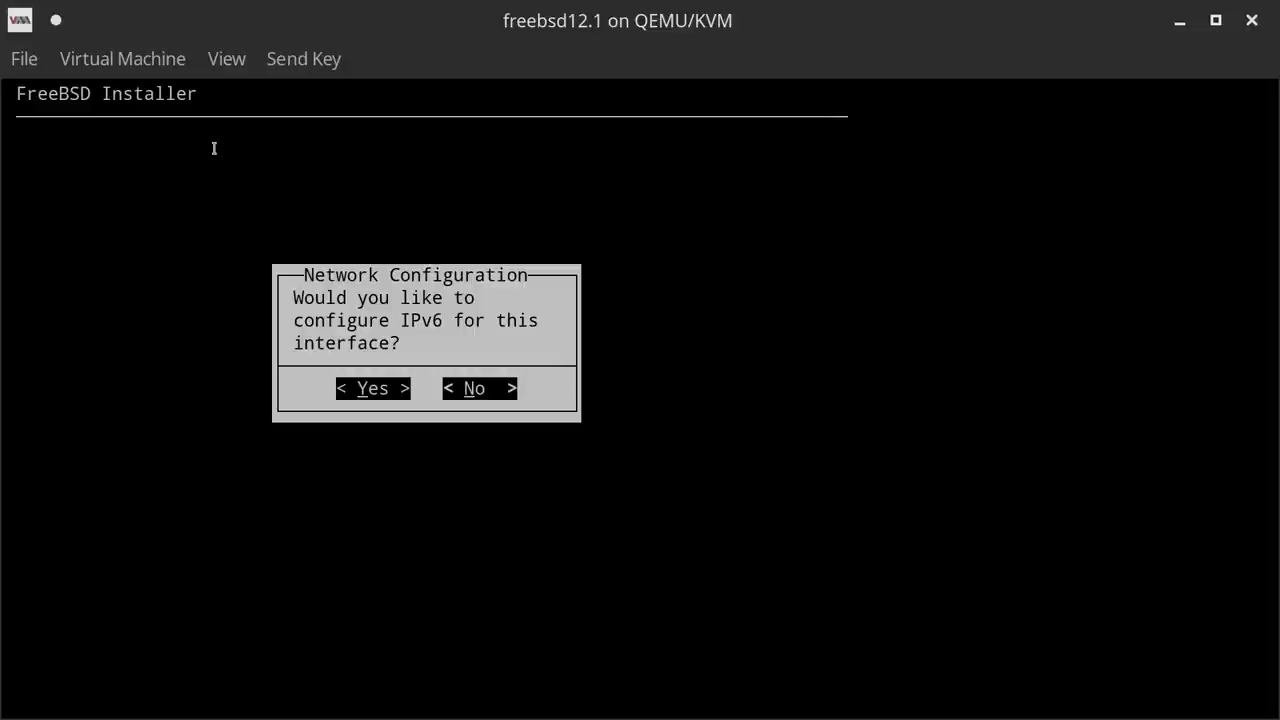 freebsd12.1 on QEMU/KVM
File Virtual Machine View Send Key
FreeBSD Installer
Network Configuration
Would you like to
configure IPv6 for this
interface?
< Yes > < No >